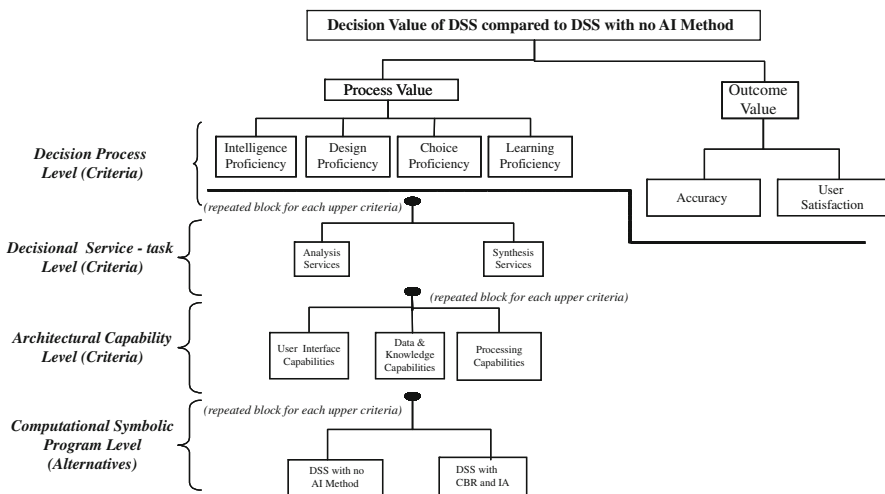 Decision Value of DSS compared to DSS with no AI Method
Process Value
Outcome
Value
Decision Process
Level (Criteria)
Intelligence
Proficiency
Design
Proficiency
Choice
Proficiency
Learning
Proficiency
Accuracy
User
Satisfaction
(repeated block for each upper criteria)
Decisional Service - task
Level (Criteria)
Analysis
Services
Synthesis
Services
(repeated block for each upper criteria)
Architectural Capability
Level (Criteria)
User Interface
Capabilities
Data &
Knowledge
Capabilities
Processing
Capabilities
(repeated block for each upper criteria)
Computational Symbolic
Program Level
(Alternatives)
DSS with no
AI Method
DSS with
CBR and IA